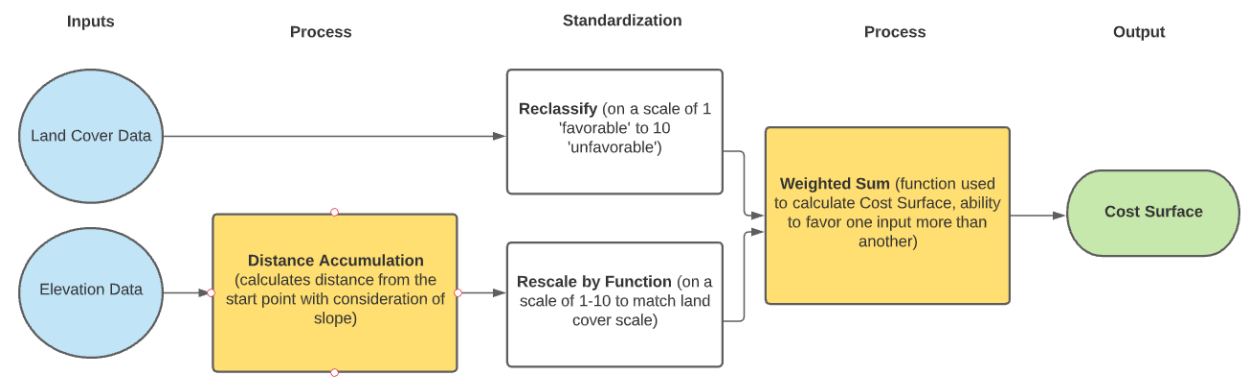 Inputs
Process
Standardization
Process
Output
Land Cover Data
Reclassify (on a scale of 1
'favorable' to 10
'unfavorable')
Elevation Data
Distance Accumulation
(calculates distance from the
start point with consideration of
slope)
Rescale by Function (on a
scale of 1-10 to match land
cover scale)
Weighted Sum (function used
to calculate Cost Surface, ability
to favor one input more than
another)
Cost Surface